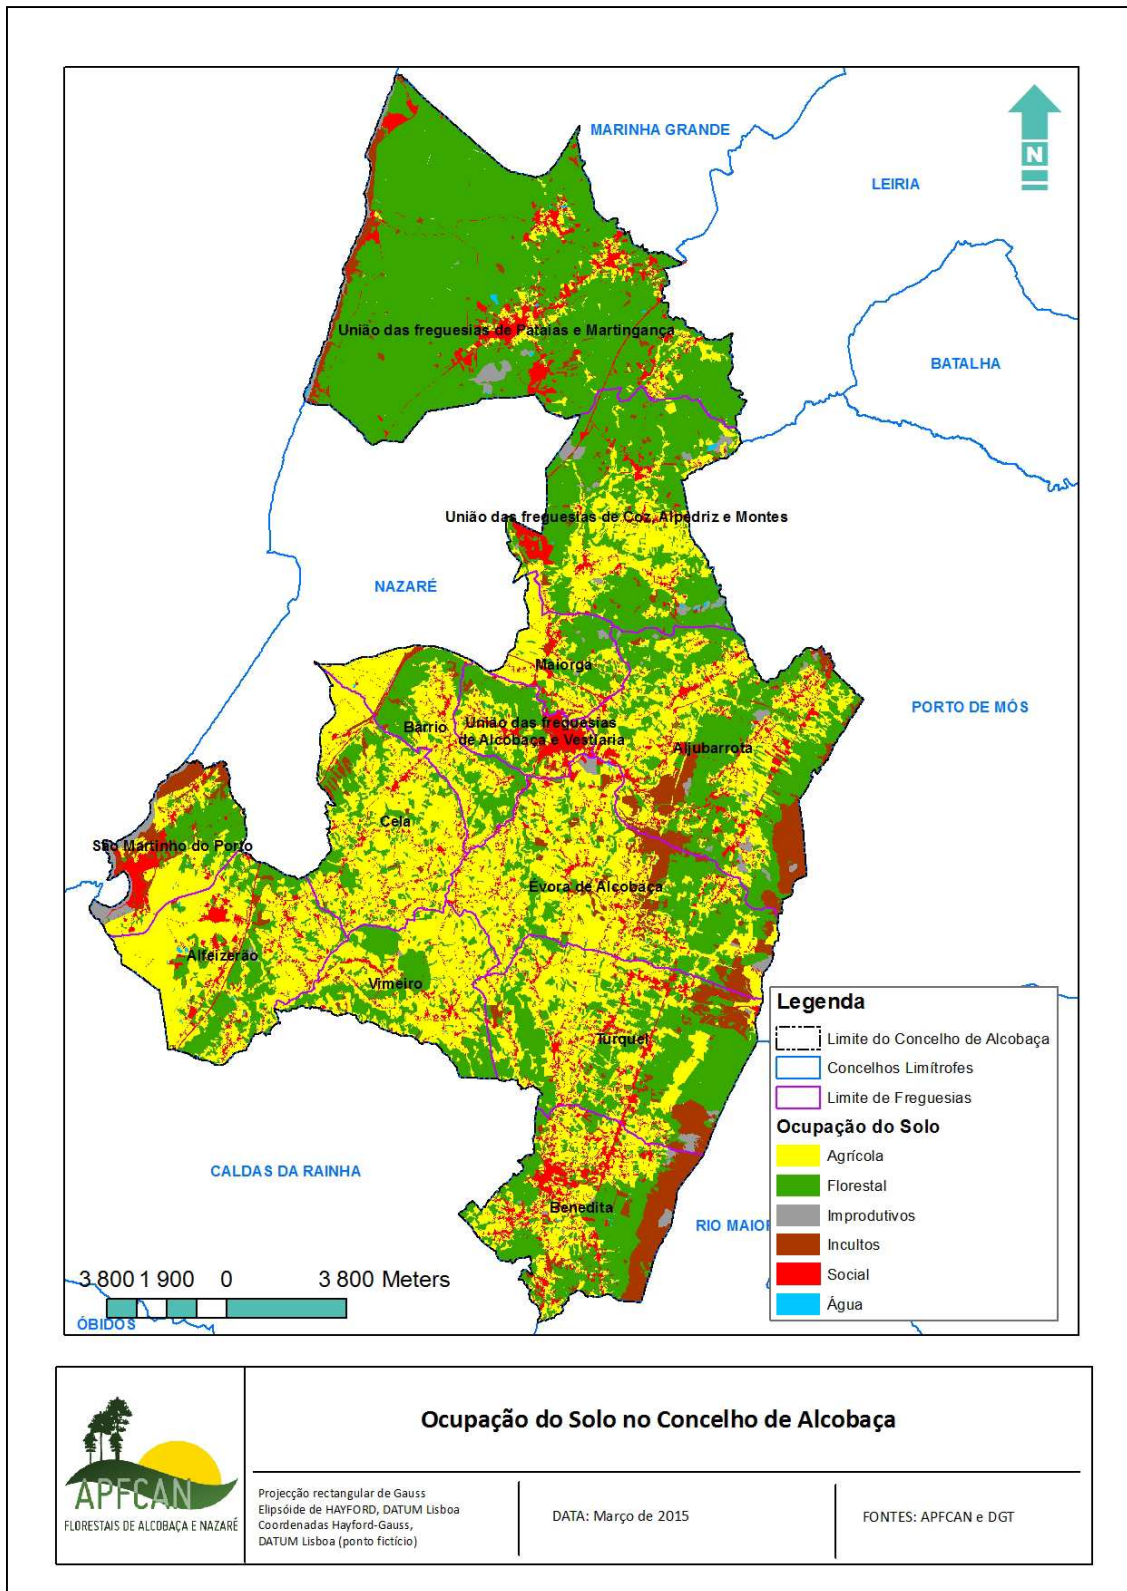 MARINHA GRANDE
LEIRIA
N
União das freguesias de Pataias e Martingança
BATALHA
União das freguesias de Coz, Alpedriz e Montes
NAZARÉ
Maiorga
PORTO DE MÓS
Bárrio
União das freguesias
de Alcobaça e Vestiaria
Aljubarrota
Cela
São Martinho do Porto
Évora de Alcobaça
Alfeizerão
Vimeiro
Turquel
CALDAS DA RAINHA
Benedita
RIO MAIOR
ÓBIDOS
3 800 1 900 0 3 800 Meters
Legenda
Limite do Concelho de Alcobaça
Concelhos Limítrofes
Limite de Freguesias
Ocupação do Solo
Agrícola
Florestal
Improdutivos
Incultos
Social
Água
APFCAN
FLORESTAIS DE ALCOBAÇA E NAZARÉ
Ocupação do Solo no Concelho de Alcobaça
Projecção rectangular de Gauss
Elipsóide de HAYFORD, DATUM Lisboa
Coordenadas Hayford-Gauss,
DATUM Lisboa (ponto fictício)
DATA: Março de 2015
FONTES: APFCAN e DGT